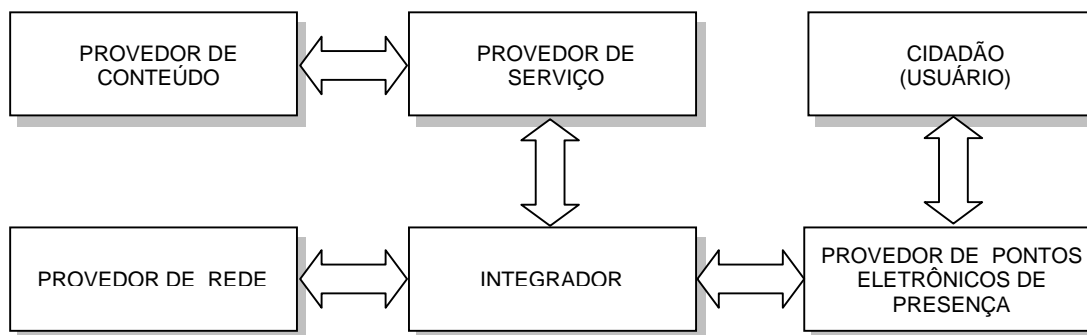 PROVEDOR DE
CONTEÚDO
PROVEDOR DE
SERVIÇO
CIDADÃO
(USUÁRIO)
PROVEDOR DE REDE
INTEGRADOR
PROVEDOR DE PONTOS
ELETRÔNICOS DE
PRESENÇA